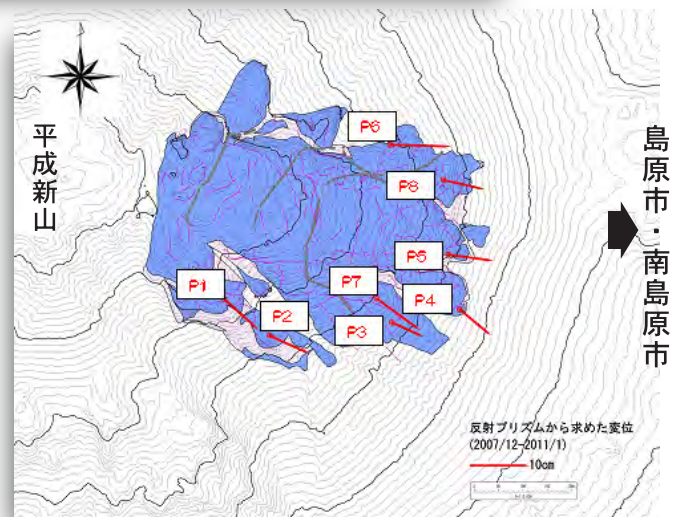 平成新山
P6
P8
P5
P1
P7
P4
P2
P3
島原市・南島原市
反射プリズムから求めた変位
(2007/12-2011/1)
10cm